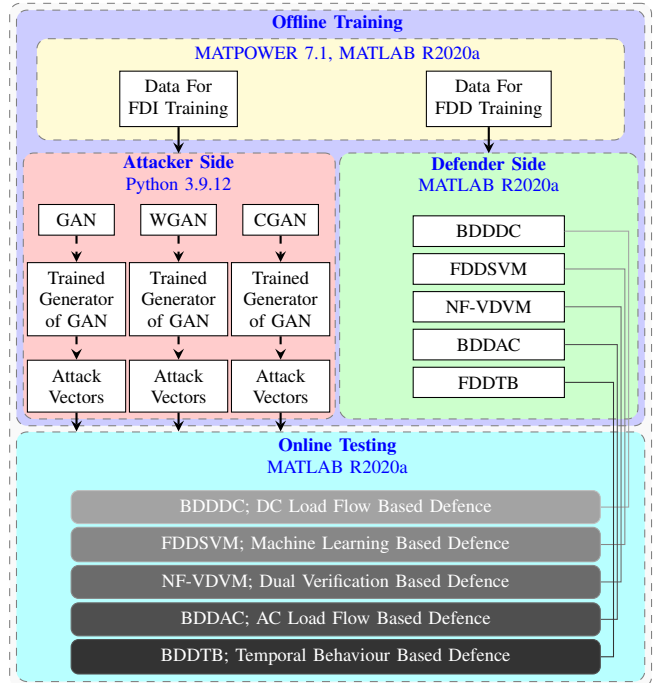 Offline Training
MATPOWER 7.1, MATLAB R2020a
Data For
FDI Training
Data For
FDD Training
Attacker Side
Python 3.9.12
GAN
WGAN
CGAN
Trained
Generator
of GAN
Trained
Generator
of GAN
Trained
Generator
of GAN
Attack
Vectors
Attack
Vectors
Attack
Vectors
Defender Side
MATLAB R2020a
BDDDC
FDDSVM
NF-VDVM
BDDAC
FDDTB
Online Testing
MATLAB R2020a
BDDDC; DC Load Flow Based Defence
FDDSVM; Machine Learning Based Defence
NF-VDVM; Dual Verification Based Defence
BDDAC; AC Load Flow Based Defence
BDDTB; Temporal Behaviour Based Defence